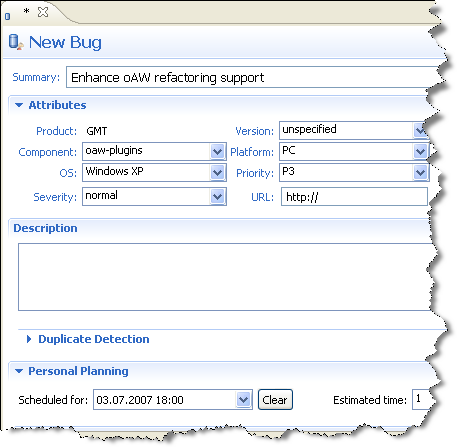 *
New Bug
Summary: Enhance oAW refactoring support
Attributes
Product: GMT Version: unspecified
Component: oaw-plugins Platform: PC
OS: Windows XP Priority: P3
Severity: normal URL: http://
Description
Duplicate Detection
Personal Planning
Scheduled for: 03.07.2007 18:00 Clear Estimated time: 1